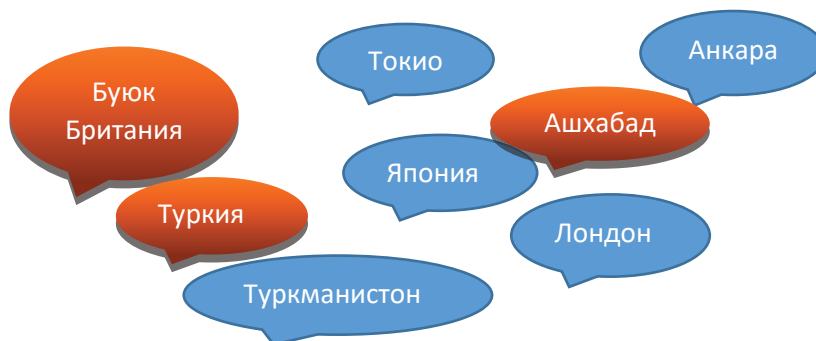 Токио
Анкара
Буюк
Британия
Ашхабад
Япония
Туркия
Лондон
Туркманистон